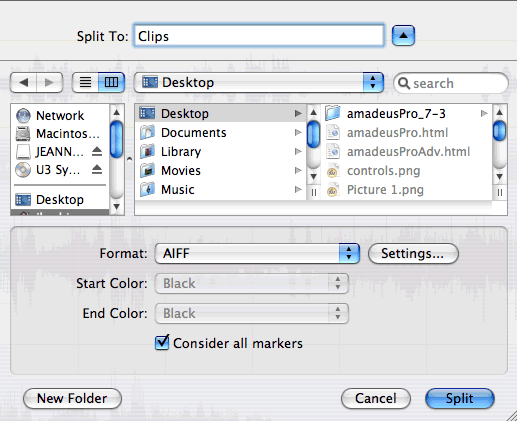 Split To: Clips
Desktop
search
Network
Macintos...
JEANN...
U3 Sy...
Desktop
Desktop
Documents
Library
Movies
Music
amadeusPro_7-3
amadeusPro.html
amadeusProAdv.html
controls.png
Picture 1.png
Format: AIFF Settings...
Start Color: Black
End Color: Black
Consider all markers
New Folder Cancel Split